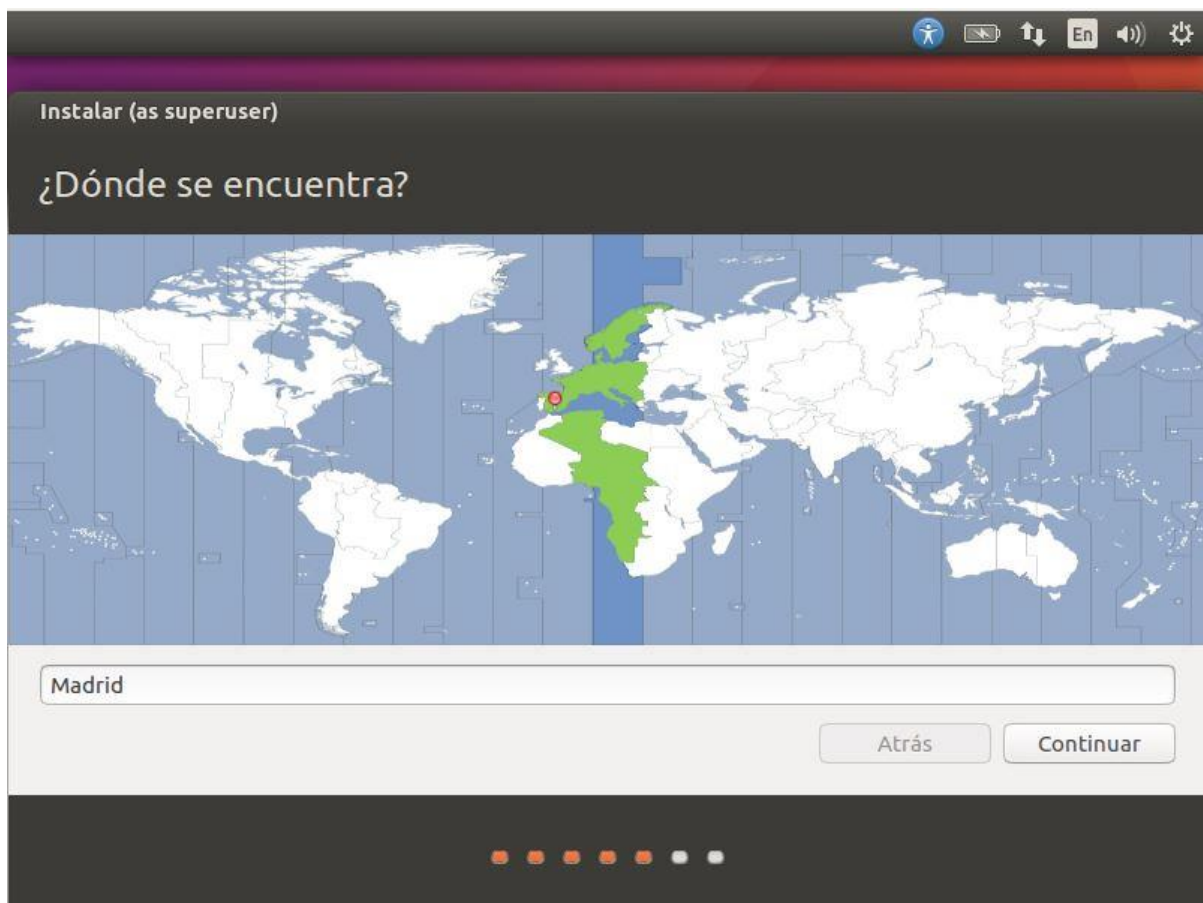 En
Instalar (as superuser)
¿Dónde se encuentra?
Madrid
Atrás
Continuar